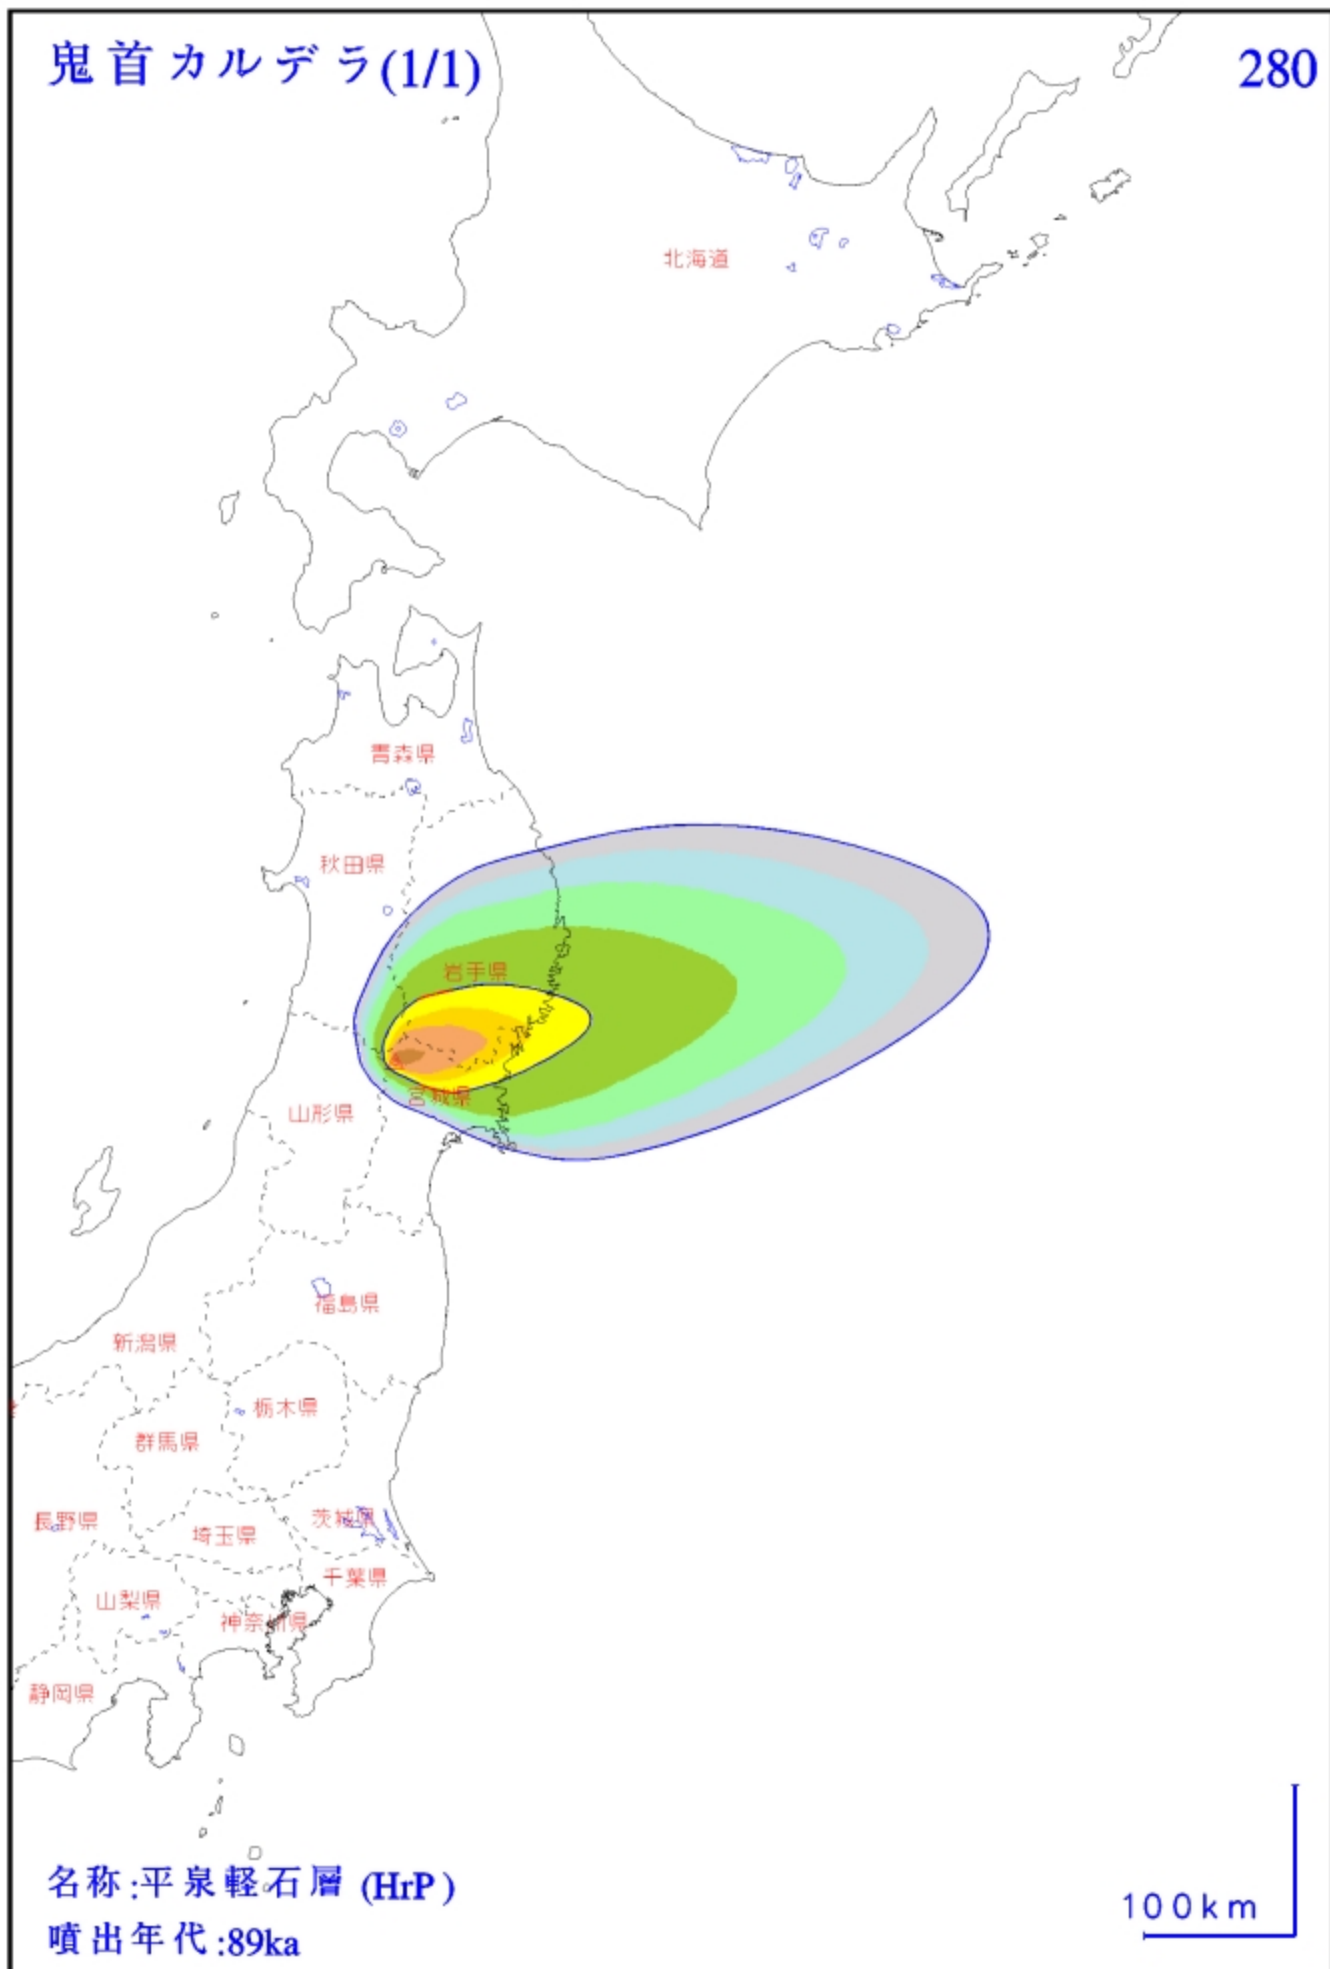 鬼首カルデラ(1/1)
280
北海道
青森県
秋田県
岩手県
宮城県
山形県
福島県
新潟県
栃木県
群馬県
長野県
埼玉県
茨城県
千葉県
山梨県
神奈川県
静岡県
名称:平泉軽石層 (HrP)
噴出年代:89ka
100km